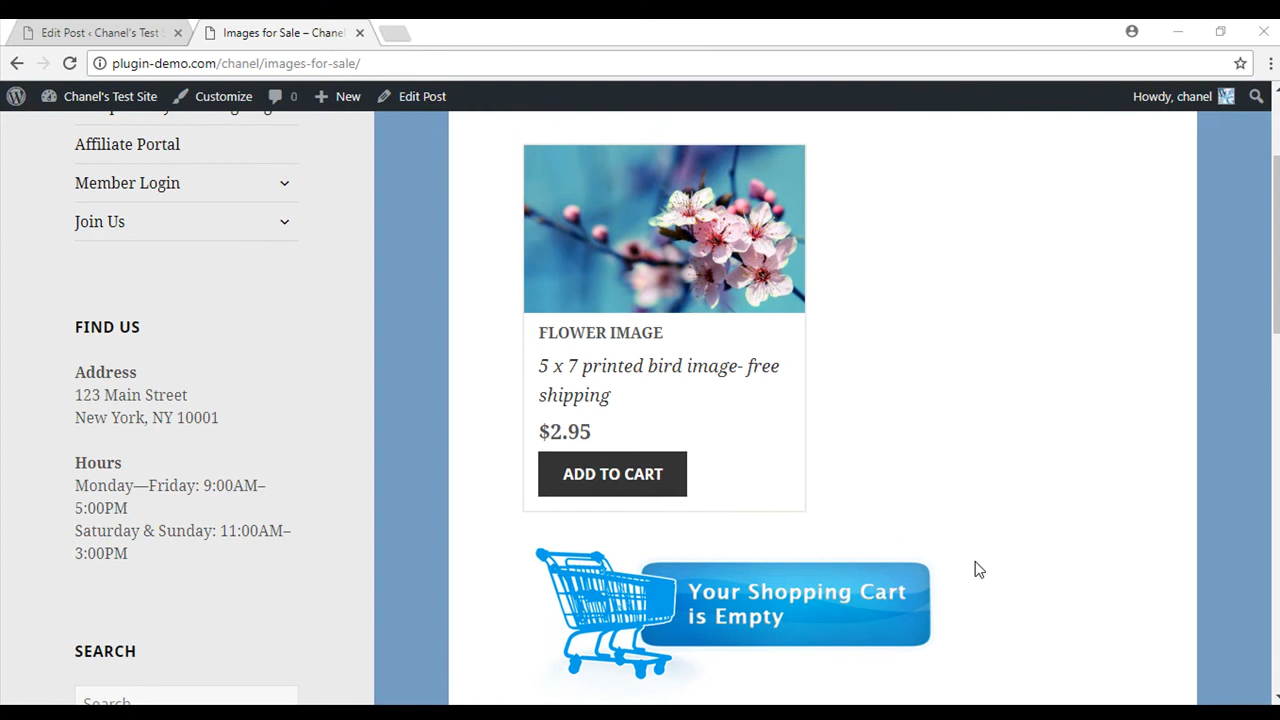 Edit Post ‹ Chanel's Test S
Images for Sale – Chanel
plugin-demo.com/chanel/images-for-sale/
Chanel's Test Site
Customize
0
New
Edit Post
Howdy, chanel
Affiliate Portal
Member Login
Join Us
FIND US
Address
123 Main Street
New York, NY 10001
Hours
Monday—Friday: 9:00AM–
5:00PM
Saturday & Sunday: 11:00AM–
3:00PM
SEARCH
Search
FLOWER IMAGE
5 x 7 printed bird image- free
shipping
$2.95
ADD TO CART
Your Shopping Cart
is Empty